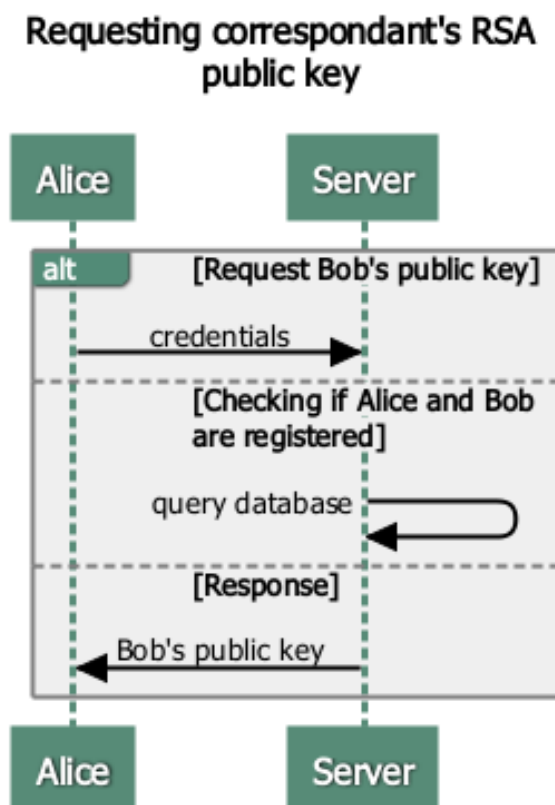 Requesting correspondant's RSA
public key
Alice
Server
alt
[Request Bob's public key]
credentials
[Checking if Alice and Bob
are registered]
query database
[Response]
Bob's public key
Alice
Server